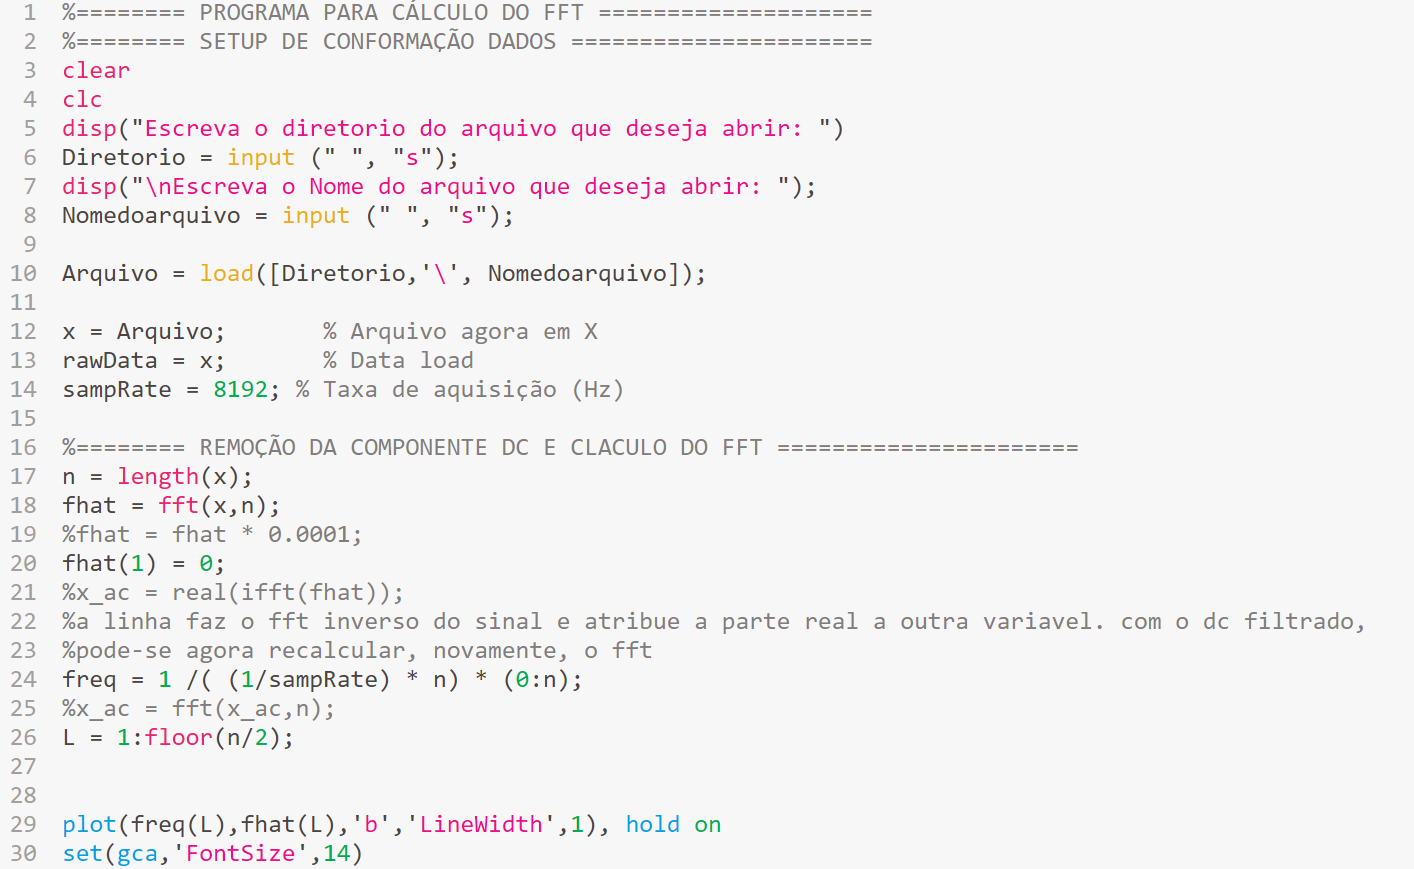 1 %======== PROGRAMA PARA CÁLCULO DO FFT ====================
2 %======== SETUP DE CONFORMAÇÃO DADOS ======================
3 clear
4 clc
5 disp("Escreva o diretorio do arquivo que deseja abrir: ")
6 Diretorio = input (" ", "s");
7 disp("\nEscreva o Nome do arquivo que deseja abrir: ");
8 Nomedoarquivo = input (" ", "s");
9
10 Arquivo = load([Diretorio,'\', Nomedoarquivo]);
11
12 x = Arquivo;       % Arquivo agora em X
13 rawData = x;       % Data load
14 sampRate = 8192; % Taxa de aquisição (Hz)
15
16 %======== REMOÇÃO DA COMPONENTE DC E CLACULO DO FFT ======================
17 n = length(x);
18 fhat = fft(x,n);
19 %fhat = fhat * 0.0001;
20 fhat(1) = 0;
21 %x_ac = real(ifft(fhat));
22 %a linha faz o fft inverso do sinal e atribue a parte real a outra variavel. com o dc filtrado,
23 %pode-se agora recalcular, novamente, o fft
24 freq = 1 /( (1/sampRate) * n) * (0:n);
25 %x_ac = fft(x_ac,n);
26 L = 1:floor(n/2);
27
28
29 plot(freq(L),fhat(L),'b','LineWidth',1), hold on
30 set(gca,'FontSize',14)